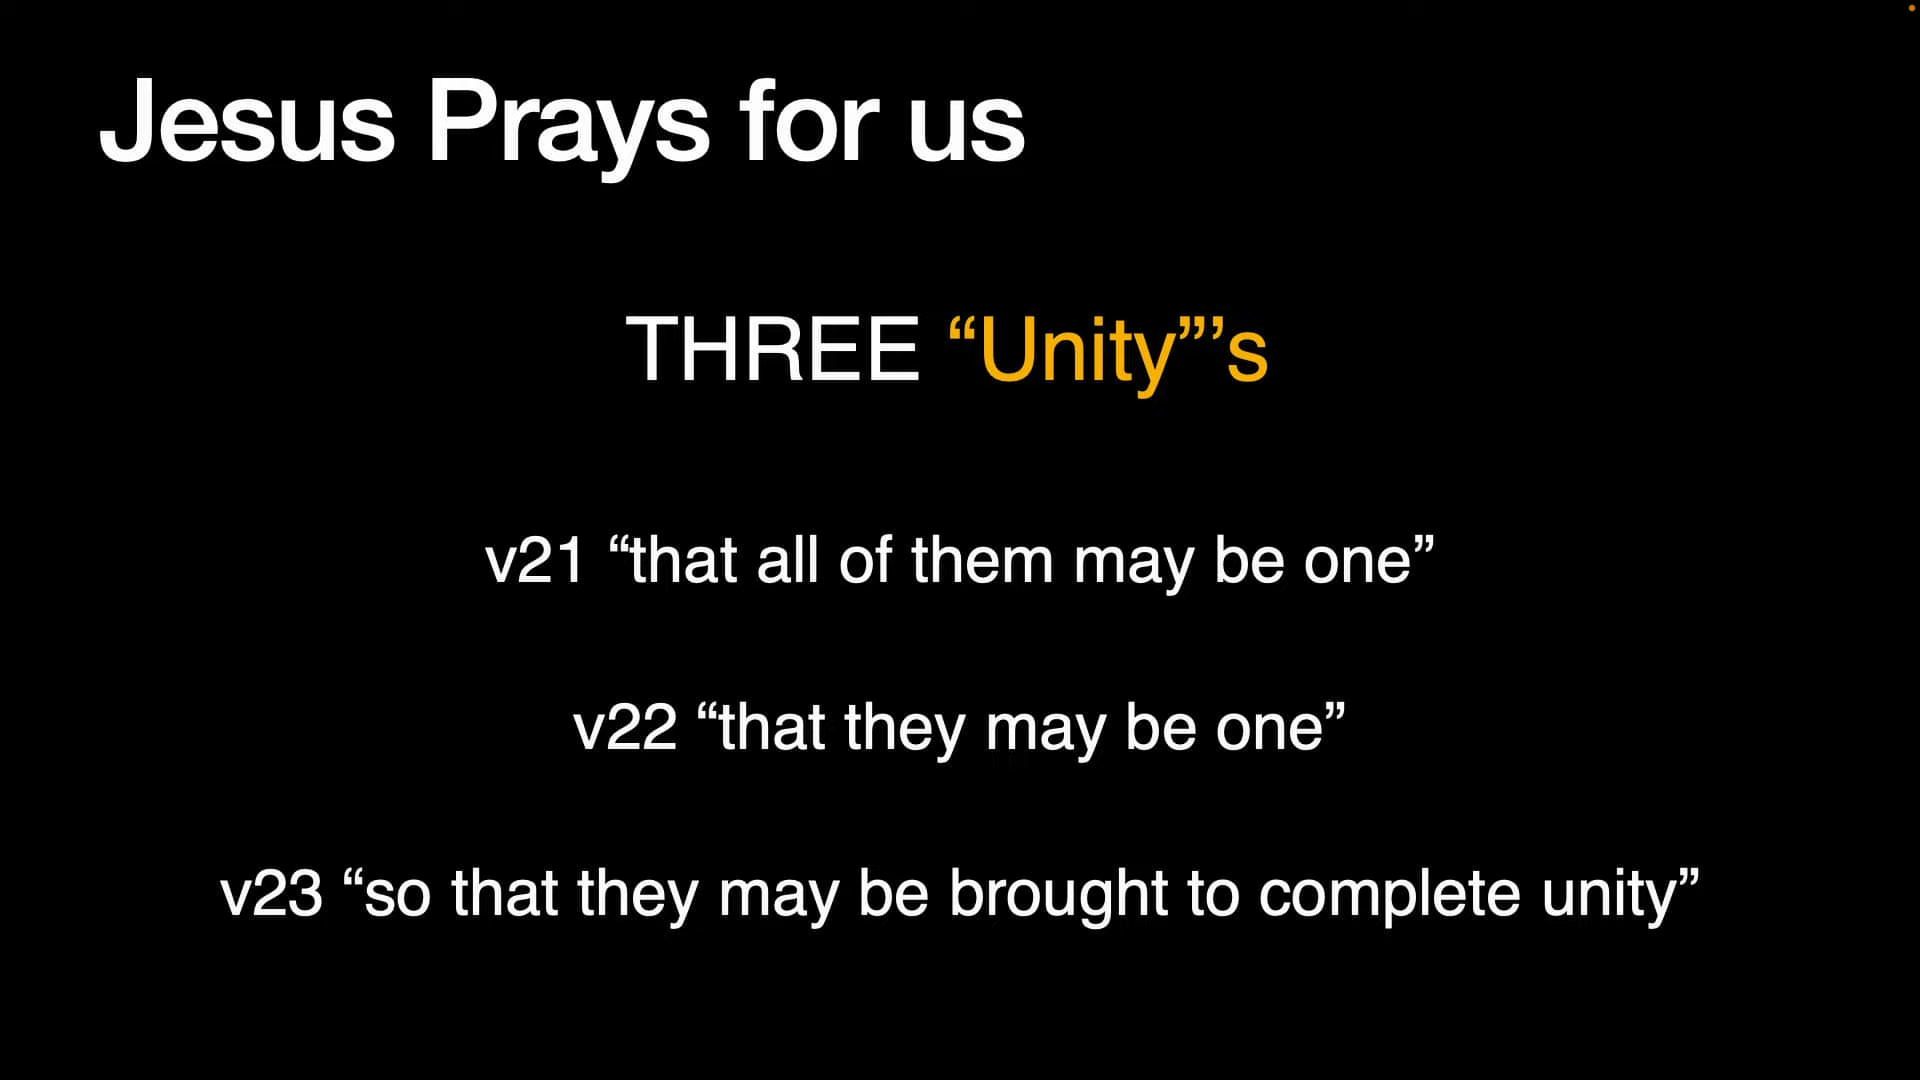 Jesus Prays for us
THREE “Unity”’s
v21 “that all of them may be one”
v22 “that they may be one”
v23 “so that they may be brought to complete unity”